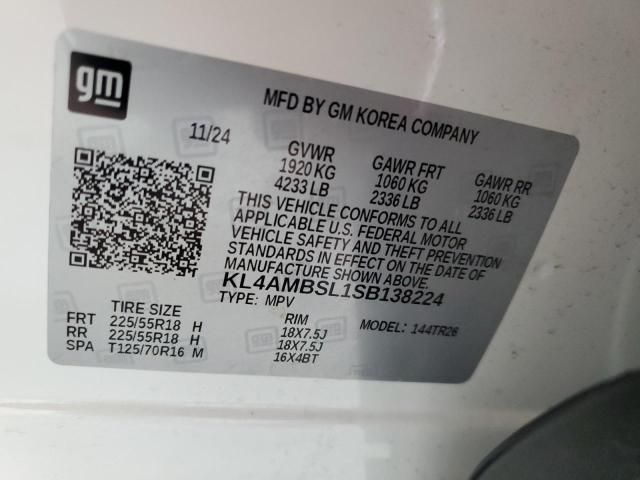 gm
MFD BY GM KOREA COMPANY
11/24
GVWR GAWR FRT GAWR RR
1920 KG 1060 KG 1060 KG
4233 LB 2336 LB 2336 LB
THIS VEHICLE CONFORMS TO ALL
APPLICABLE U.S. FEDERAL MOTOR
VEHICLE SAFETY AND THEFT PREVENTION
STANDARDS IN EFFECT ON THE DATE OF
MANUFACTURE SHOWN ABOVE.
KL4AMBSL1SB138224
TYPE: MPV
TIRE SIZE RIM MODEL: 144TR26
FRT 225/55R18 H 18X7.5J
RR 225/55R18 H 18X7.5J
SPA T125/70R16 M 16X4BT